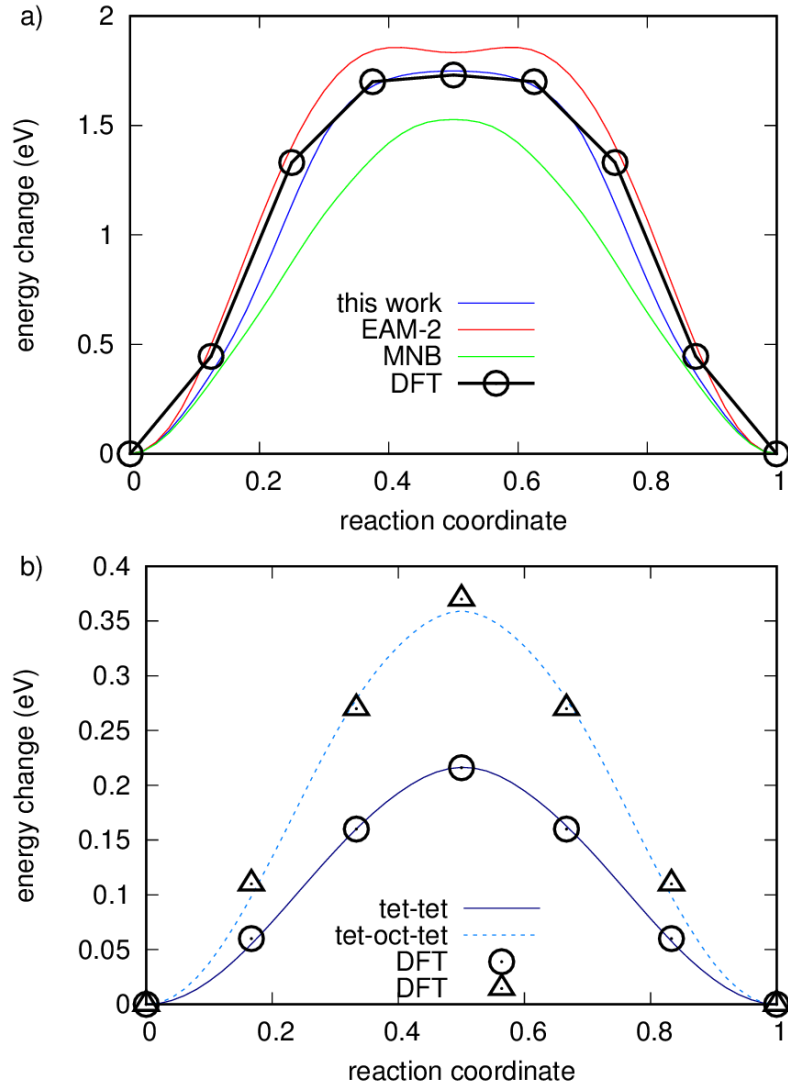 a)
2
1.5
1
0.5
0
energy change (eV)
this work
EAM-2
MNB
DFT
0 0.2 0.4 0.6 0.8 1
reaction coordinate
b)
0.4
0.35
0.3
0.25
0.2
0.15
0.1
0.05
0
energy change (eV)
tet-tet
tet-oct-tet
DFT
DFT
0 0.2 0.4 0.6 0.8 1
reaction coordinate